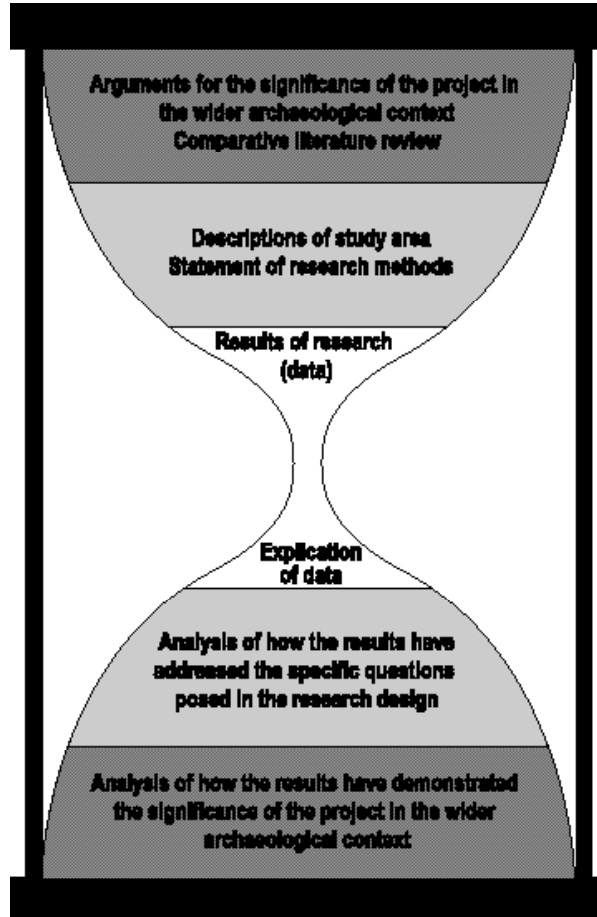 Arguments for the significance of the project in
the wider archaeological context
Comparative literature review
Descriptions of study area
Statement of research methods
Results of research
(data)
Explication
of data
Analysis of how the results have
addressed the specific questions
posed in the research design
Analysis of how the results have demonstrated
the significance of the project in the wider
archaeological context